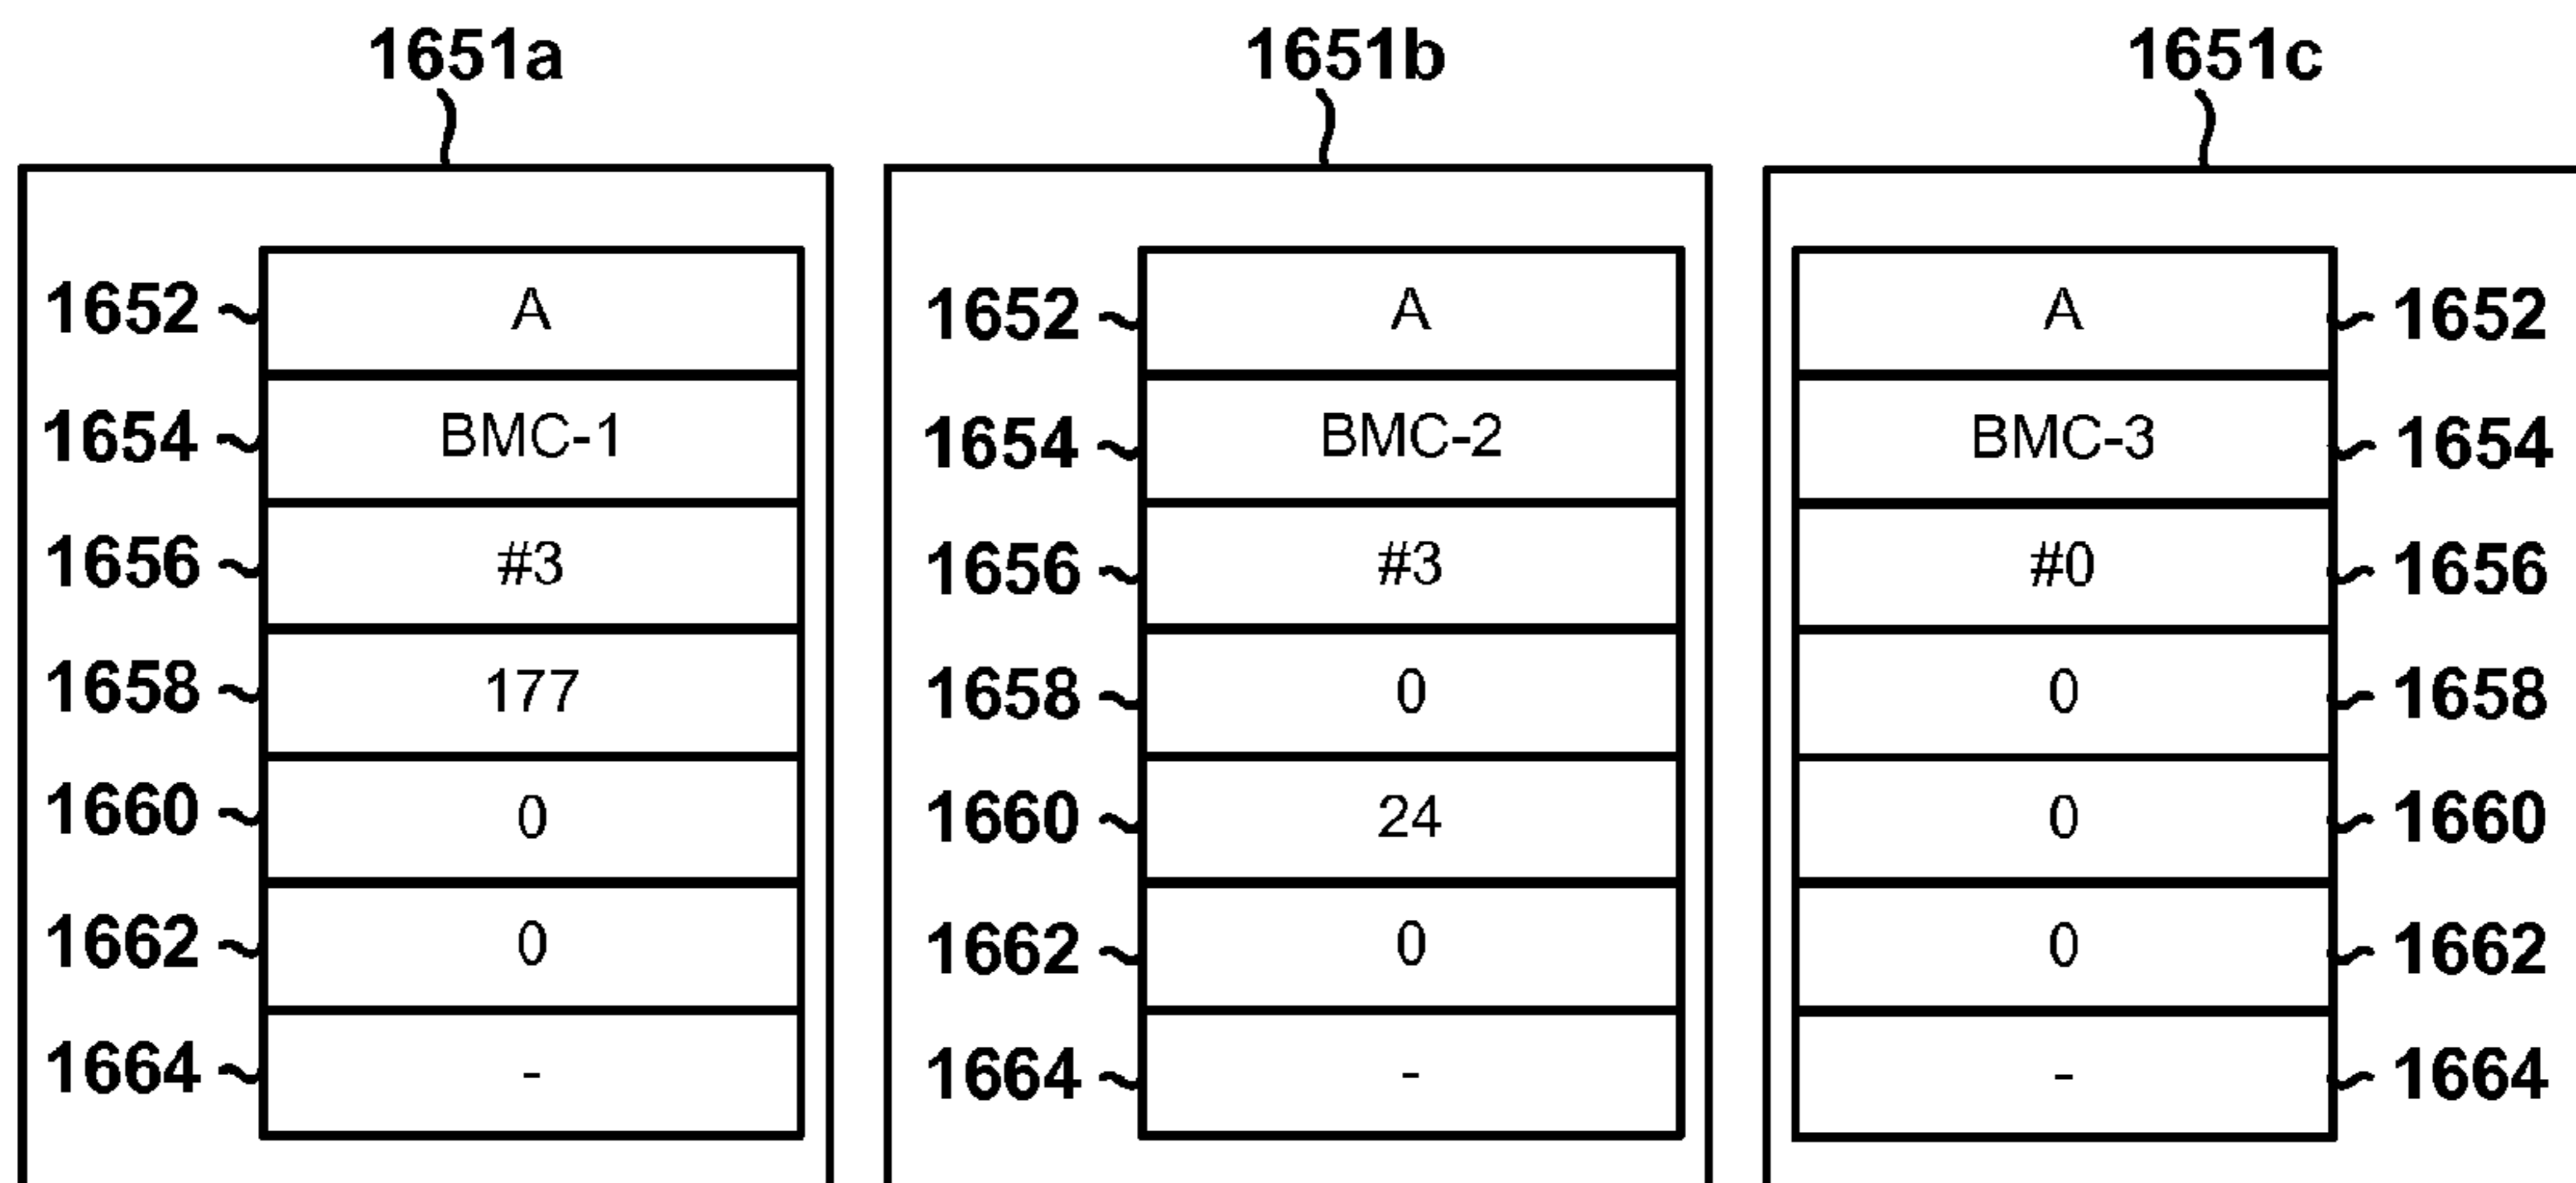 1651a 1651b 1651c
1652 A 1652 A A 1652
1654 BMC-1 1654 BMC-2 BMC-3 1654
1656 #3 1656 #3 #0 1656
1658 177 1658 0 0 1658
1660 0 1660 24 0 1660
1662 0 1662 0 0 1662
1664 - 1664 - - 1664